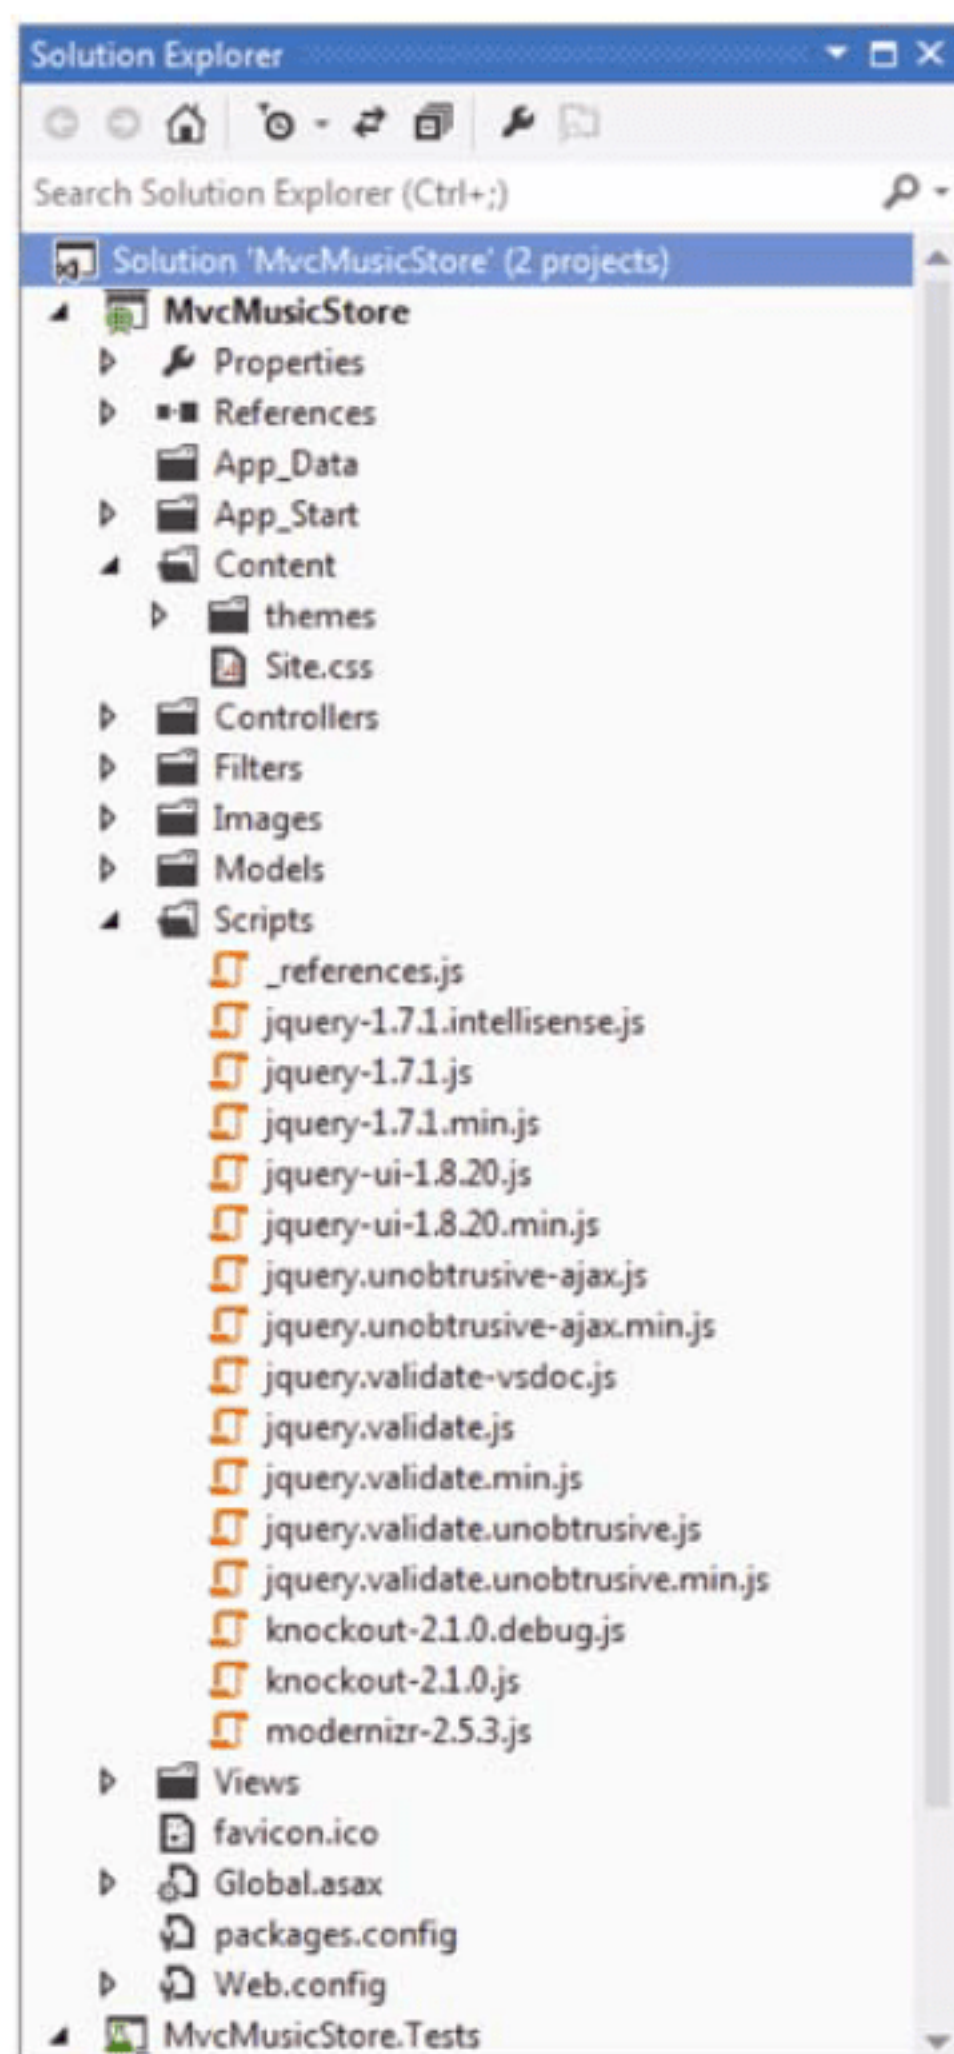 Solution Explorer
Search Solution Explorer (Ctrl+;)
Solution 'MvcMusicStore' (2 projects)
MvcMusicStore
Properties
References
App_Data
App_Start
Content
themes
Site.css
Controllers
Filters
Images
Models
Scripts
_references.js
jquery-1.7.1.intellisense.js
jquery-1.7.1.js
jquery-1.7.1.min.js
jquery-ui-1.8.20.js
jquery-ui-1.8.20.min.js
jquery.unobtrusive-ajax.js
jquery.unobtrusive-ajax.min.js
jquery.validate-vsdoc.js
jquery.validate.js
jquery.validate.min.js
jquery.validate.unobtrusive.js
jquery.validate.unobtrusive.min.js
knockout-2.1.0.debug.js
knockout-2.1.0.js
modernizr-2.5.3.js
Views
favicon.ico
Global.asax
packages.config
Web.config
MvcMusicStore.Tests